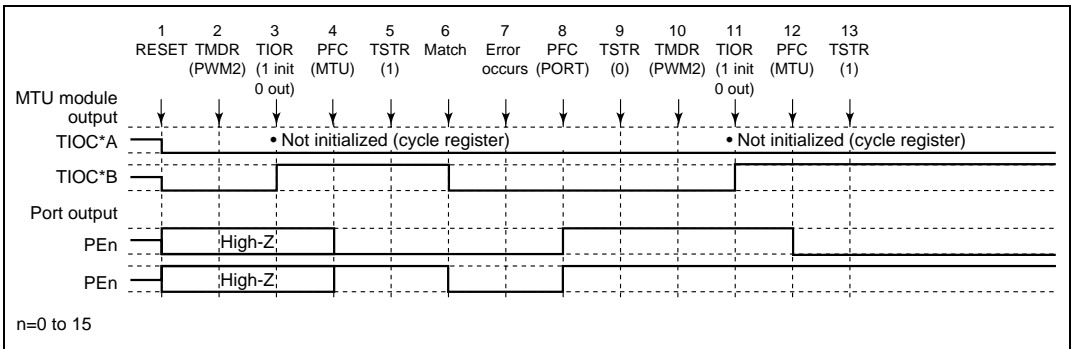 1 2 3 4 5 6 7 8 9 10 11 12 13
RESET TMDR TIOR PFC TSTR Match Error PFC TSTR TMDR TIOR PFC TSTR
(PWM2) (1 init (MTU) (1) occurs (PORT) (0) (PWM2) (1 init (MTU) (1)
0 out) 0 out)
MTU module
output
TIOC*A • Not initialized (cycle register) • Not initialized (cycle register)
TIOC*B
Port output
PEn High-Z
PEn High-Z
n=0 to 15